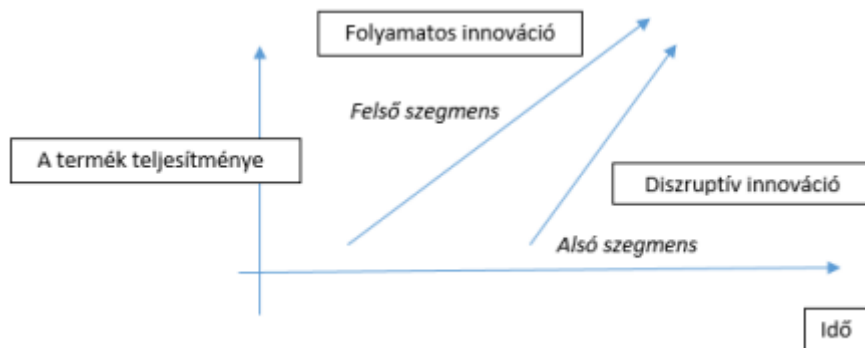 Folyamatos innováció
Felső szegmens
A termék teljesítménye
Diszruptív innováció
Alsó szegmens
Idő